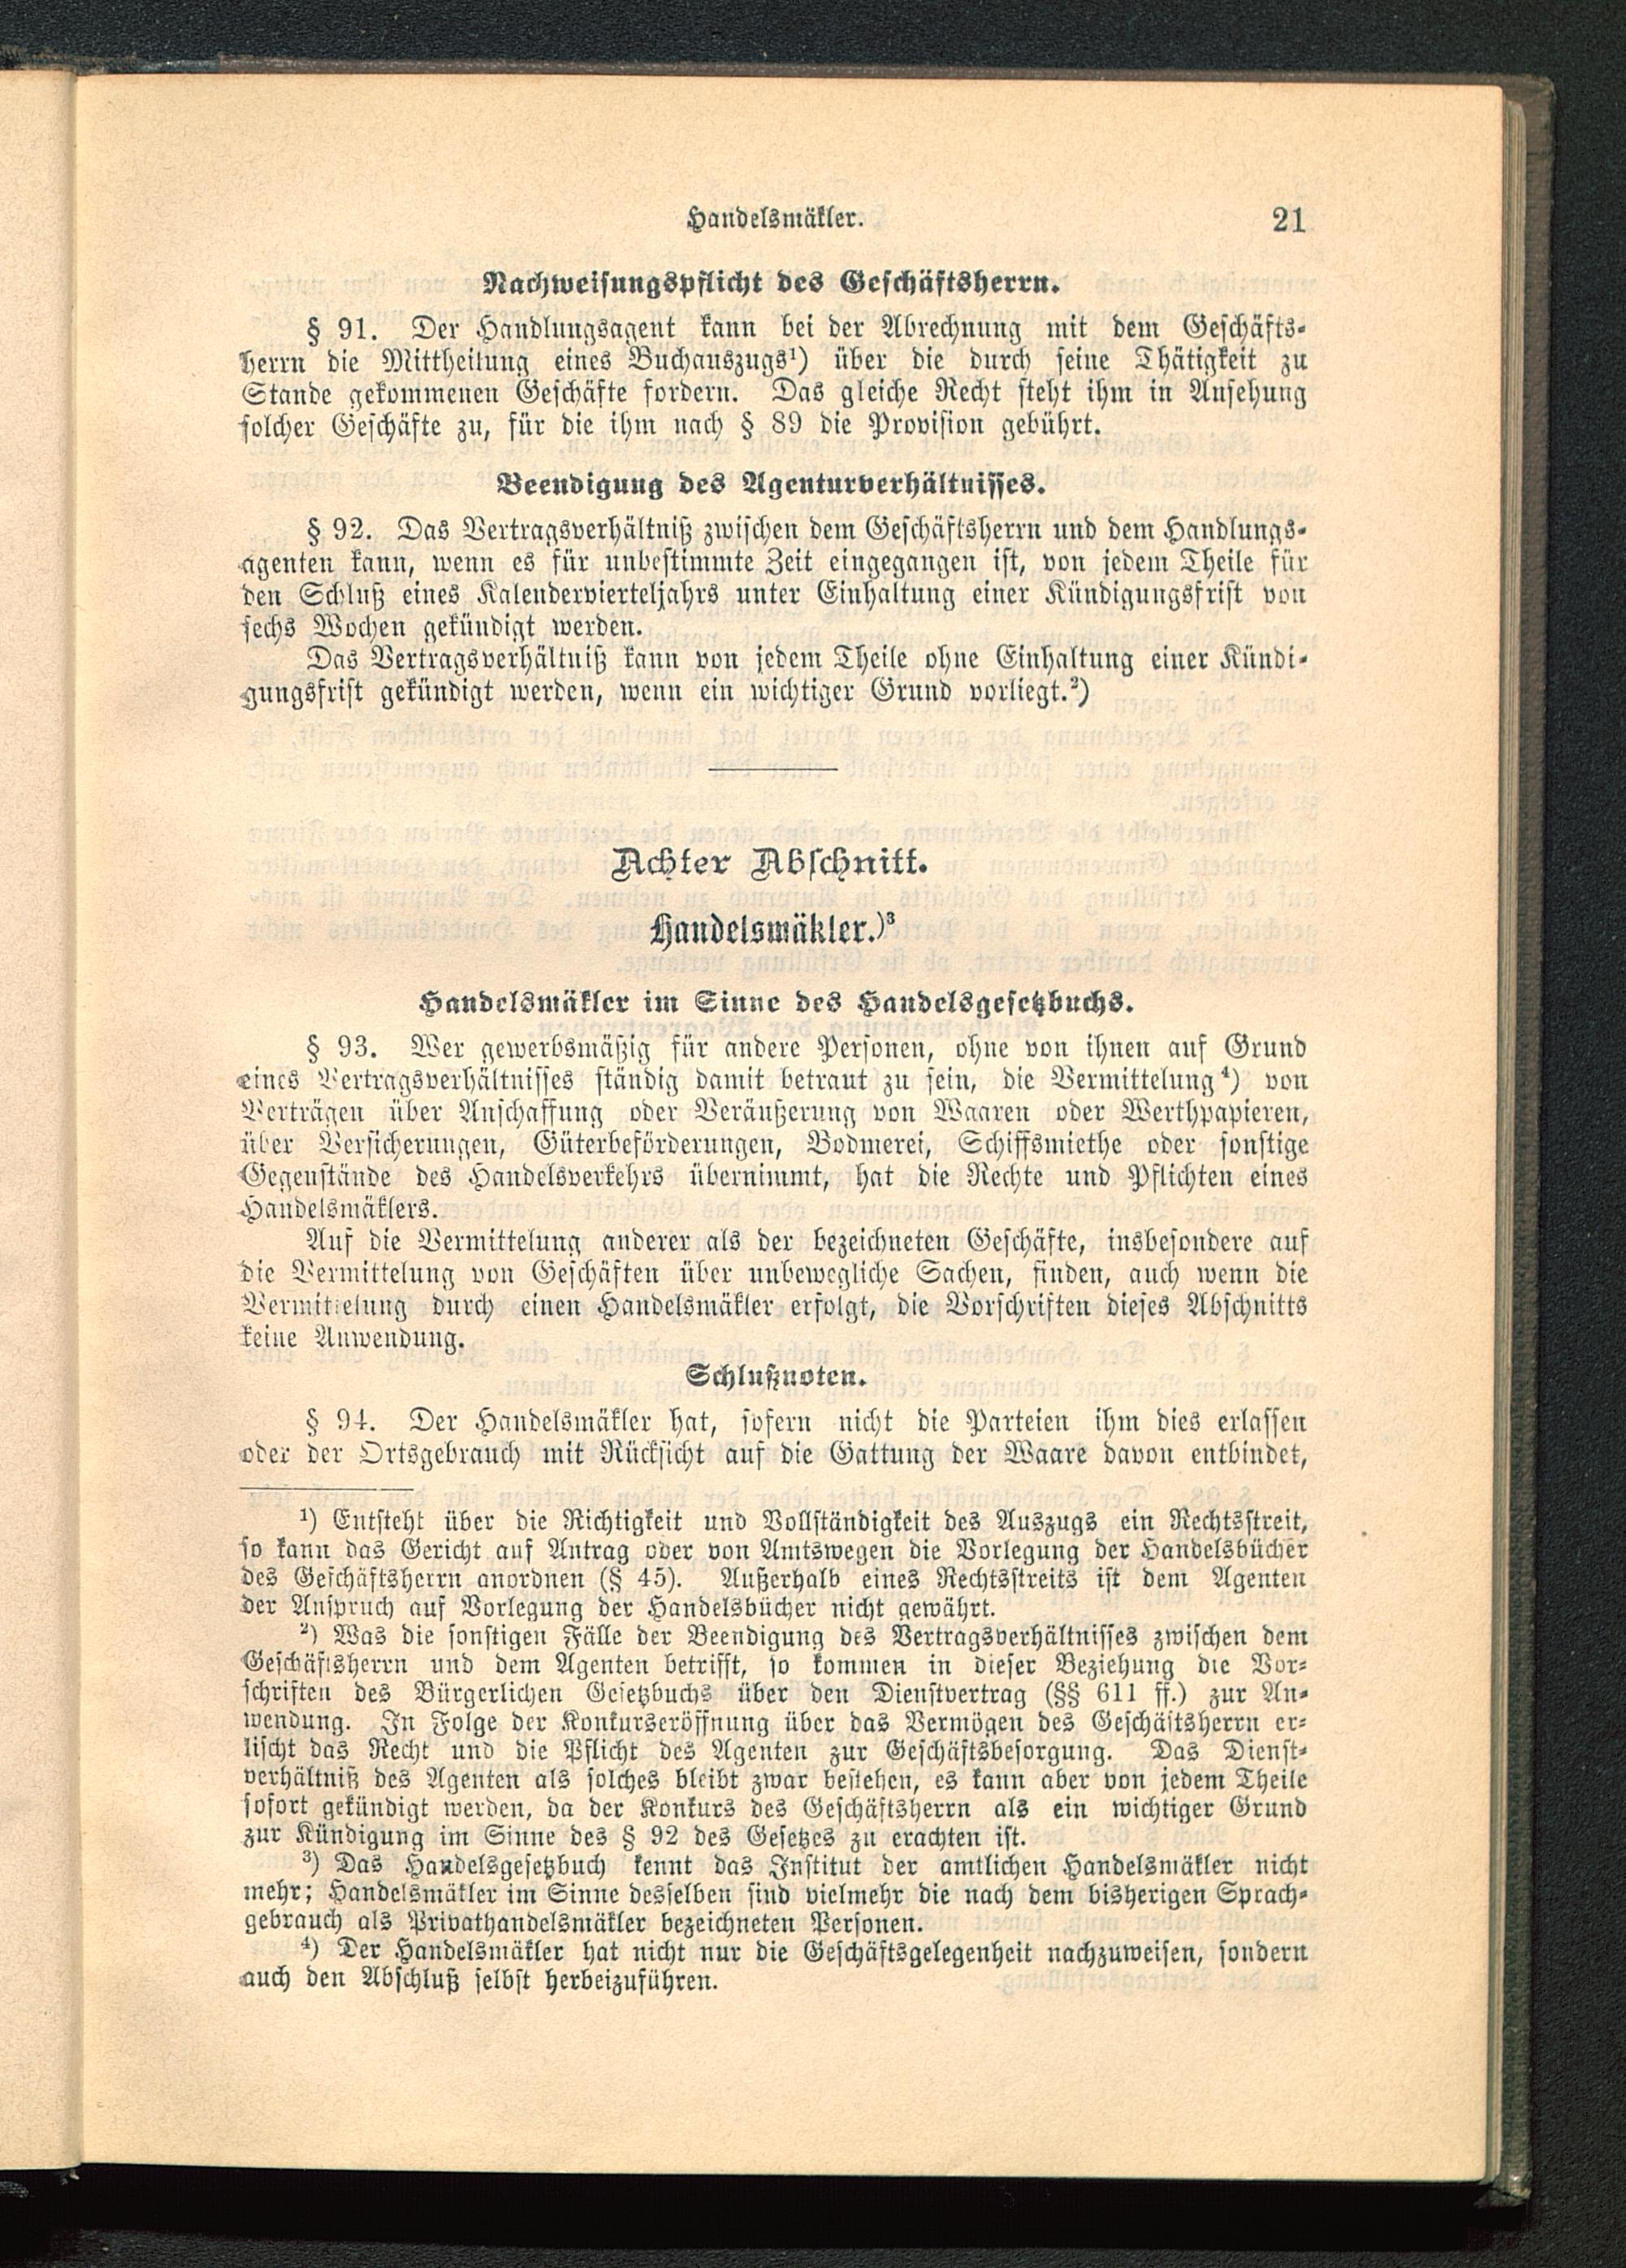 Handelsmäkler. 21
Nachweisungspflicht des Geschäftsherrn.
§ 91. Der Handlungsagent kann bei der Abrechnung mit dem Geschäfts-
herrn die Mittheilung eines Buchauszugs¹) über die durch seine Thätigkeit zu
Stande gekommenen Geschäfte fordern. Das gleiche Recht steht ihm in Ansehung
solcher Geschäfte zu, für die ihm nach § 89 die Provision gebührt.
Beendigung des Agenturverhältnisses.
§ 92. Das Vertragsverhältniß zwischen dem Geschäftsherrn und dem Handlungs-
agenten kann, wenn es für unbestimmte Zeit eingegangen ist, von jedem Theile für
den Schluß eines Kalendervierteljahrs unter Einhaltung einer Kündigungsfrist von
sechs Wochen gekündigt werden.
Das Vertragsverhältniß kann von jedem Theile ohne Einhaltung einer Kündi-
gungsfrist gekündigt werden, wenn ein wichtiger Grund vorliegt.²)
Achter Abschnitt.
Handelsmäkler.)³
Handelsmäkler im Sinne des Handelsgesetzbuchs.
§ 93. Wer gewerbsmäßig für andere Personen, ohne von ihnen auf Grund
eines Vertragsverhältnisses ständig damit betraut zu sein, die Vermittelung⁴) von
Verträgen über Anschaffung oder Veräußerung von Waaren oder Werthpapieren,
über Versicherungen, Güterbeförderungen, Bodmerei, Schiffsmiethe oder sonstige
Gegenstände des Handelsverkehrs übernimmt, hat die Rechte und Pflichten eines
Handelsmäklers.
Auf die Vermittelung anderer als der bezeichneten Geschäfte, insbesondere auf
die Vermittelung von Geschäften über unbewegliche Sachen, finden, auch wenn die
Vermittelung durch einen Handelsmäkler erfolgt, die Vorschriften dieses Abschnitts
keine Anwendung.
Schlußnoten.
§ 94. Der Handelsmäkler hat, sofern nicht die Parteien ihm dies erlassen
oder der Ortsgebrauch mit Rücksicht auf die Gattung der Waare davon entbindet,
¹) Entsteht über die Richtigkeit und Vollständigkeit des Auszugs ein Rechtsstreit,
so kann das Gericht auf Antrag oder von Amtswegen die Vorlegung der Handelsbücher
des Geschäftsherrn anordnen (§ 45). Außerhalb eines Rechtsstreits ist dem Agenten
der Anspruch auf Vorlegung der Handelsbücher nicht gewährt.
²) Was die sonstigen Fälle der Beendigung des Vertragsverhältnisses zwischen dem
Geschäftsherrn und dem Agenten betrifft, so kommen in dieser Beziehung die Vor-
schriften des Bürgerlichen Gesetzbuchs über den Dienstvertrag (§§ 611 ff.) zur An-
wendung. In Folge der Konkurseröffnung über das Vermögen des Geschäftsherrn er-
lischt das Recht und die Pflicht des Agenten zur Geschäftsbesorgung. Das Dienst-
verhältniß des Agenten als solches bleibt zwar bestehen, es kann aber von jedem Theile
sofort gekündigt werden, da der Konkurs des Geschäftsherrn als ein wichtiger Grund
zur Kündigung im Sinne des § 92 des Gesetzes zu erachten ist.
³) Das Handelsgesetzbuch kennt das Institut der amtlichen Handelsmäkler nicht
mehr; Handelsmäkler im Sinne desselben sind vielmehr die nach dem bisherigen Sprach-
gebrauch als Privathandelsmäkler bezeichneten Personen.
⁴) Der Handelsmäkler hat nicht nur die Geschäftsgelegenheit nachzuweisen, sondern
auch den Abschluß selbst herbeizuführen.